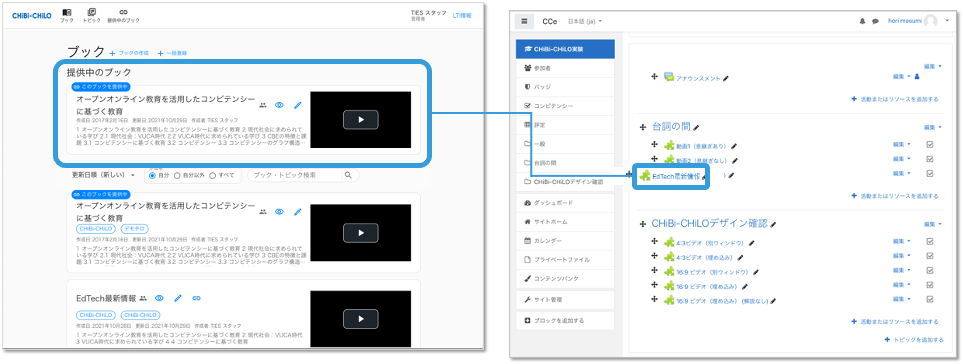 CHiBi-CHiLO
ブック
トピック
提供中のブック
TIES スタッフ
管理者
LTI情報
ブック
ブックの作成
一括登録
提供中のブック
このブックを提供中
オープンオンライン教育を活用したコンピテンシー
に基づく教育
作成日:2017年2月16日 更新日:2021年10月29日 作成者:TIES スタッフ
1 オープンオンライン教育を活用したコンピテンシーに基づく教育 2 現代社会に求められ
ている学び 2.1 現代社会：VUCA時代 2.2 VUCA時代に求められている学び 3 CBEの特徴と課
題 3.1 コンピテンシーに基づく教育 3.2 コンピテンシー 3.3 コンピテンシーのグラフ構造…
更新日順（新しい）
自分
自分以外
すべて
ブック・トピック検索
このブックを提供中
オープンオンライン教育を活用したコンピテンシー
に基づく教育
CHiBi-CHiLO
デモチロ
作成日:2017年2月16日 更新日:2021年10月29日 作成者:TIES スタッフ
1 オープンオンライン教育を活用したコンピテンシーに基づく教育 2 現代社会に求められ
ている学び 2.1 現代社会：VUCA時代 2.2 VUCA時代に求められている学び 3 CBEの特徴と課
題 3.1 コンピテンシーに基づく教育 3.2 コンピテンシー 3.3 コンピテンシーのグラフ構造…
EdTech最新情報
CHiBi-CHiLO
CHiBi-CHiLO
作成日:2021年10月28日 更新日:2021年10月25日 作成者:TIES スタッフ
1 オープンオンライン教育を活用したコンピテンシーに基づく教育 2 現代社会：VUCA時代
3 VUCA時代に求められている学び 4 4 コンピテンシーに基づく教育
CCe
日本語 (ja)
hori masumi
CHiBi-CHiLO実験
参加者
バッジ
コンピテンシー
評定
一般
台詞の間
CHiBi-CHiLOデザイン確認
ダッシュボード
サイトホーム
カレンダー
プライベートファイル
コンテンツバンク
サイト管理
ブロックを追加する
編集
アナウンスメント
編集
活動またはリソースを追加する
台詞の間
編集
動画1（息継ぎあり）
編集
動画2（息継ぎなし）
編集
EdTech最新情報
編集
活動またはリソースを追加する
CHiBi-CHiLOデザイン確認
編集
4:3ビデオ（別ウィンドウ）
編集
4:3ビデオ（埋め込み）
編集
16:9 ビデオ（別ウィンドウ）
編集
16:9 ビデオ（埋め込み）
編集
16:9 ビデオ（埋め込み）(解説なし)
編集
活動またはリソースを追加する
トピックを追加する